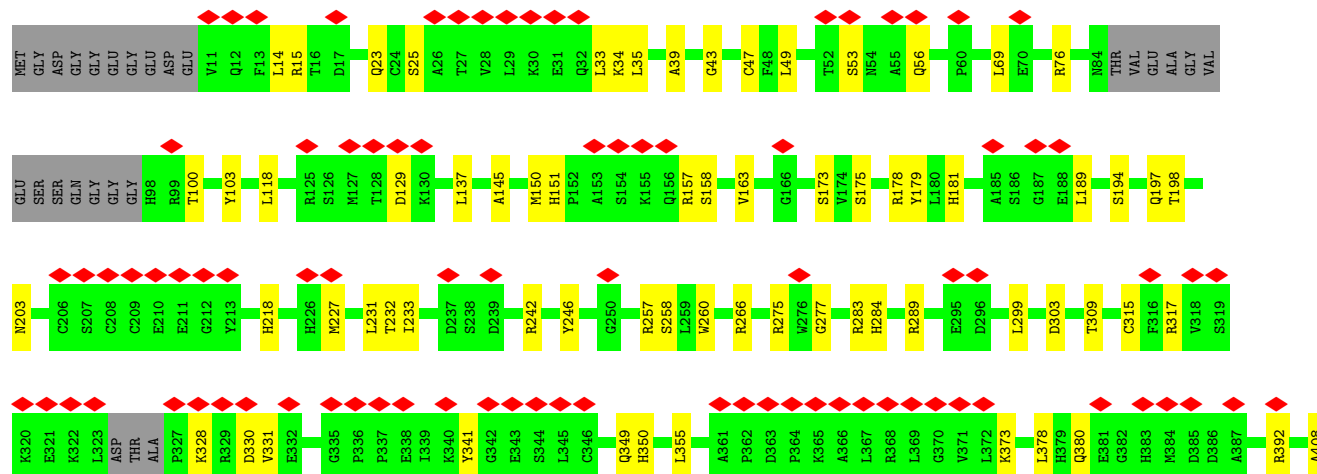 MET GLY ASP GLY GLY GLU GLY GLU ASP GLU V11 Q12 F13 L14 R15 T16 D17 Q23 C24 S25 A26 T27 V28 L29 K30 E31 Q32 L33 K34 L35 A39 G43 C47 F48 L49 T52 S53 N54 A55 Q56 P60 L69 E70 R76 N84 THR VAL GLU ALA GLY VAL
GLU SER SER GLN GLY GLY GLY H98 R99 T100 Y103 L118 R125 S126 M127 T128 D129 K130 L137 A145 M150 H151 P152 A153 S154 K155 Q156 R157 S158 V163 G166 S173 V174 S175 R178 Y179 L180 H181 A185 S186 G187 E188 L189 S194 Q197 T198
N203 C206 S207 C208 C209 E210 E211 G212 Y213 H218 H226 M227 L231 T232 I233 D237 S238 D239 R242 Y246 G250 R257 S258 L259 W260 R266 R275 W276 G277 R283 H284 R289 E295 D296 L299 D303 T309 C315 F316 R317 V318 S319
K320 E321 K322 L323 ASP THR ALA P327 K328 R329 D330 V331 E332 G335 P336 P337 E338 I339 K340 Y341 G342 E343 S344 L345 C346 Q349 H350 L355 A361 P362 D363 P364 K365 A366 L367 R368 L369 G370 V371 L372 K373 L378 H379 Q380 E381 G382 H383 M384 D385 D386 A387 R392 A408